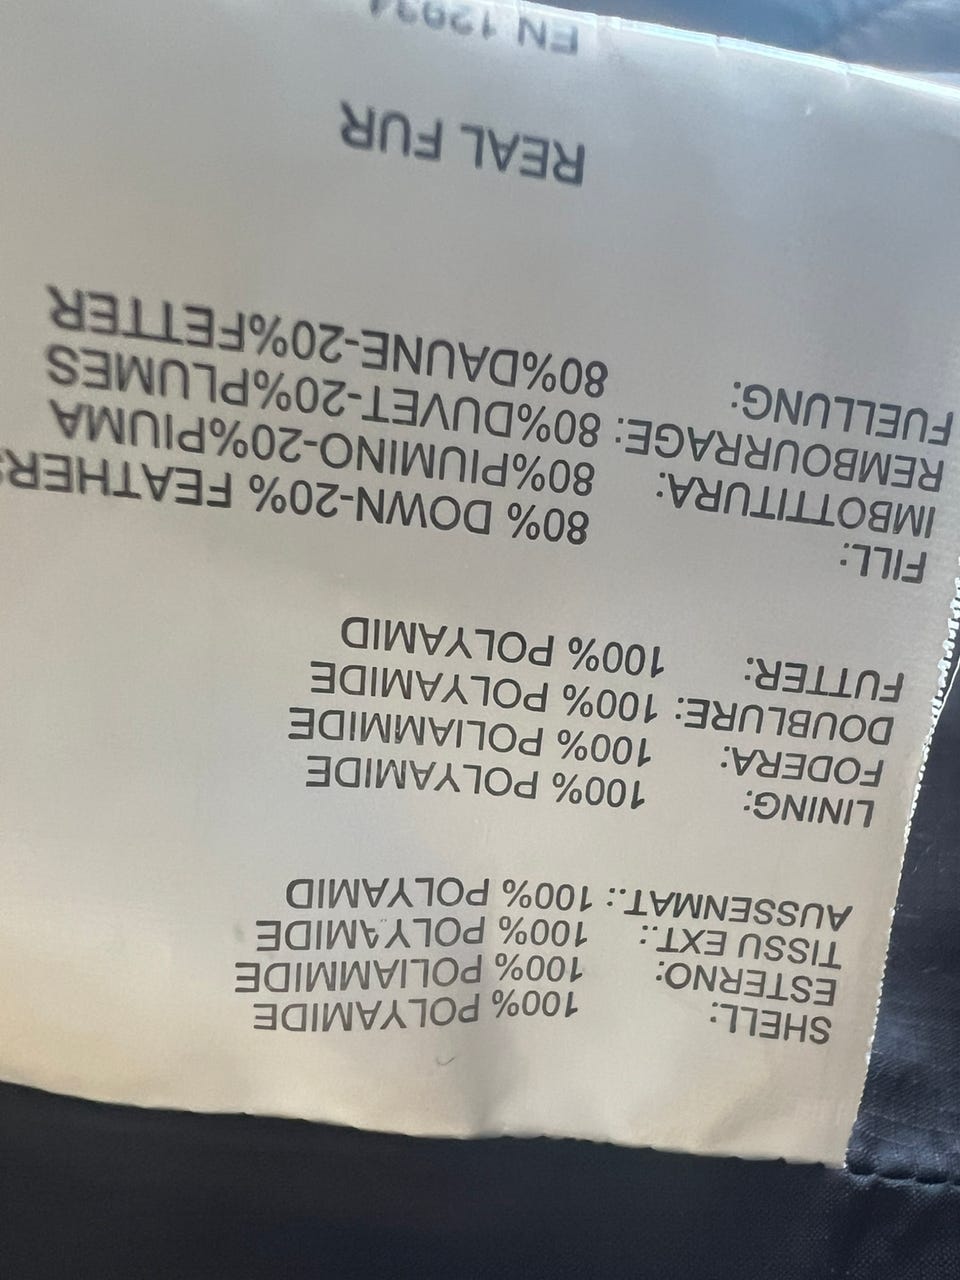 SHELL: 100% POLYAMIDE
ESTERNO: 100% POLIAMMIDE
TISSU EXT.: 100% POLYAMIDE
AUSSENMAT.: 100% POLYAMID
LINING: 100% POLYAMIDE
FODERA: 100% POLIAMMIDE
DOUBLURE: 100% POLYAMIDE
FUTTER: 100% POLYAMID
FILL: 80% DOWN-20% FEATHERS
IMBOTTITURA: 80%PIUMINO-20%PIUMA
REMBOURRAGE: 80%DUVET-20%PLUMES
FUELLUNG: 80%DAUNE-20%FETTER
REAL FUR
EN 12934